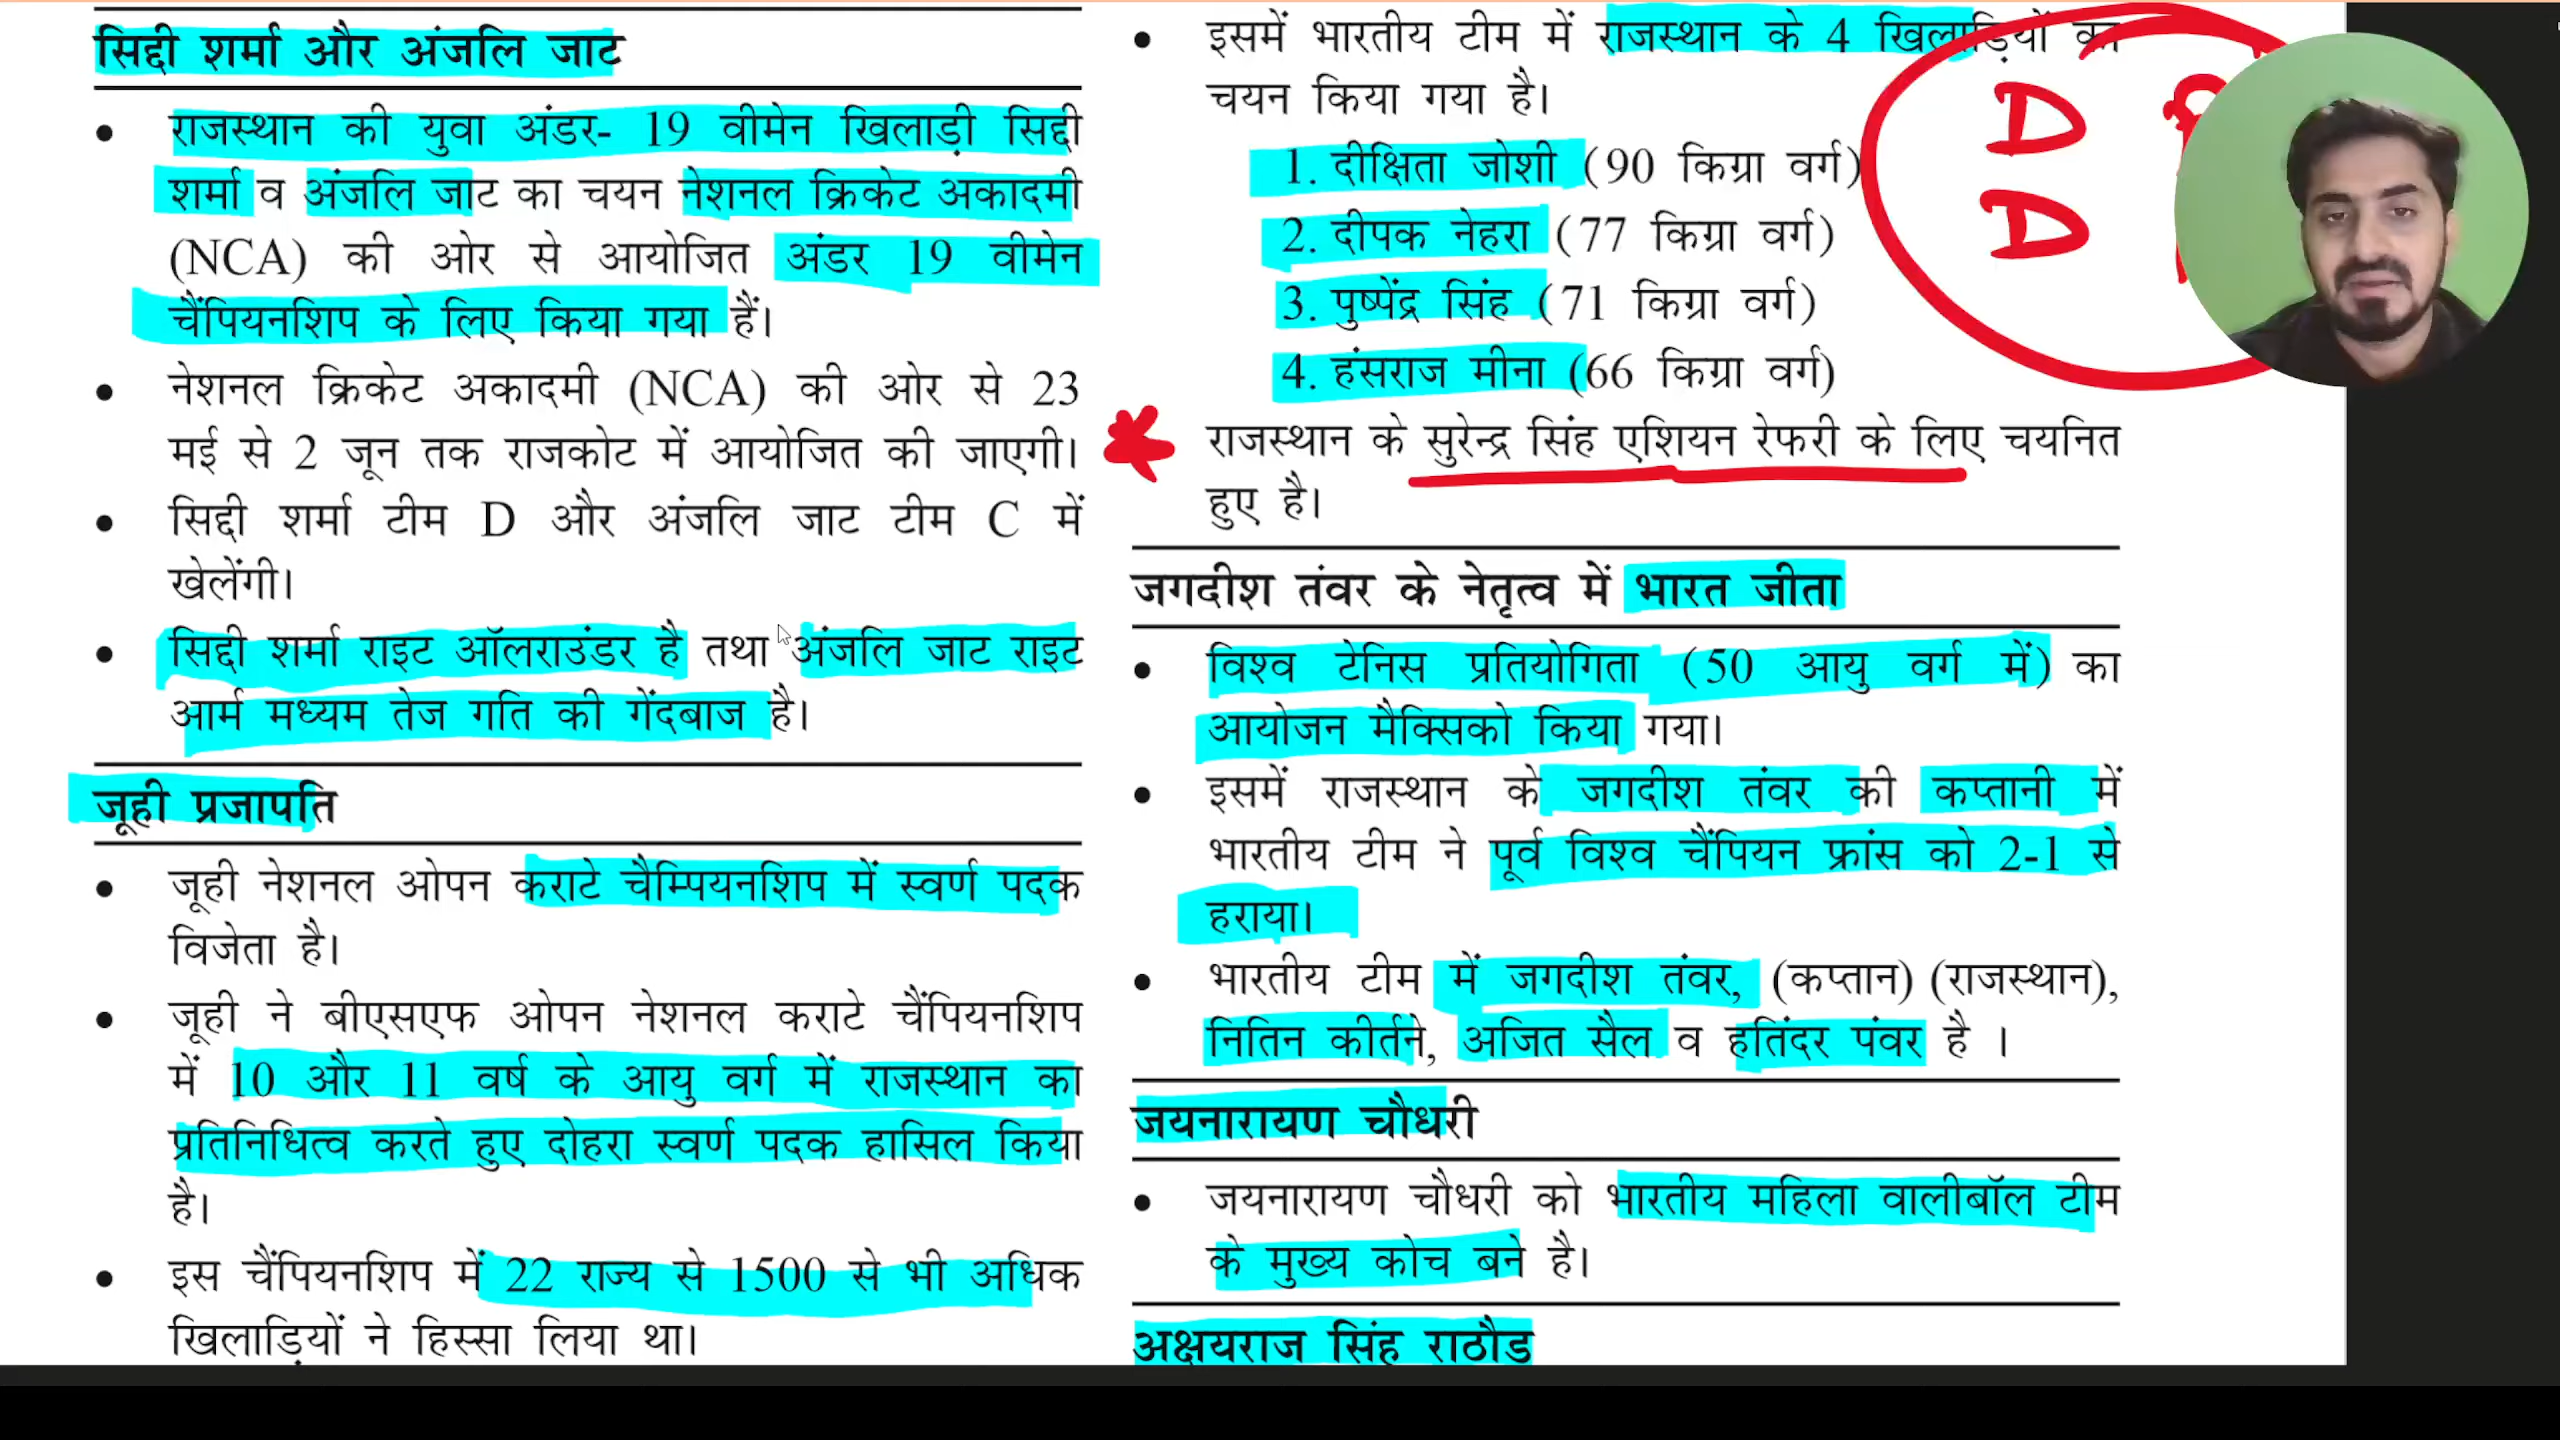 सिद्दी शर्मा और अंजलि जाट
• राजस्थान की युवा अंडर- 19 वीमेन खिलाड़ी सिद्दी
शर्मा व अंजलि जाट का चयन नेशनल क्रिकेट अकादमी
(NCA) की ओर से आयोजित अंडर 19 वीमेन
चैंपियनशिप के लिए किया गया हैं।
• नेशनल क्रिकेट अकादमी (NCA) की ओर से 23
मई से 2 जून तक राजकोट में आयोजित की जाएगी।
• सिद्दी शर्मा टीम D और अंजलि जाट टीम C में
खेलेंगी।
• सिद्दी शर्मा राइट ऑलराउंडर है तथा अंजलि जाट राइट
आर्म मध्यम तेज गति की गेंदबाज है।
जूही प्रजापति
• जूही नेशनल ओपन कराटे चैम्पियनशिप में स्वर्ण पदक
विजेता है।
• जूही ने बीएसएफ ओपन नेशनल कराटे चैंपियनशिप
में 10 और 11 वर्ष के आयु वर्ग में राजस्थान का
प्रतिनिधित्व करते हुए दोहरा स्वर्ण पदक हासिल किया
है।
• इस चैंपियनशिप में 22 राज्य से 1500 से भी अधिक
खिलाड़ियों ने हिस्सा लिया था।
• इसमें भारतीय टीम में राजस्थान के 4 खिलाड़ियों का
चयन किया गया है।
1. दीक्षिता जोशी (90 किग्रा वर्ग)
2. दीपक नेहरा (77 किग्रा वर्ग)
3. पुष्पेंद्र सिंह (71 किग्रा वर्ग)
4. हंसराज मीना (66 किग्रा वर्ग)
D
D
राजस्थान के सुरेन्द्र सिंह एशियन रेफरी के लिए चयनित
हुए है।
जगदीश तंवर के नेतृत्व में भारत जीता
• विश्व टेनिस प्रतियोगिता (50 आयु वर्ग में) का
आयोजन मैक्सिको किया गया।
• इसमें राजस्थान के जगदीश तंवर की कप्तानी में
भारतीय टीम ने पूर्व विश्व चैंपियन फ्रांस को 2-1 से
हराया।
• भारतीय टीम में जगदीश तंवर, (कप्तान) (राजस्थान),
नितिन कीर्तने, अजित सैल व हतिंदर पंवर है ।
जयनारायण चौधरी
• जयनारायण चौधरी को भारतीय महिला वालीबॉल टीम
के मुख्य कोच बने है।
अक्षयराज सिंह राठौड